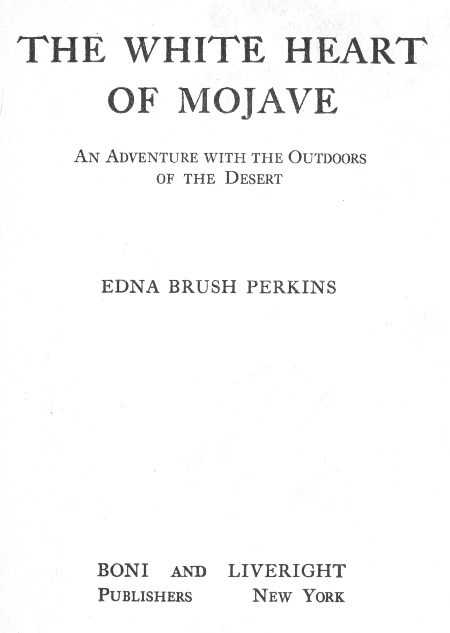 THE WHITE HEART
OF MOJAVE
An Adventure with the Outdoors
of the Desert
EDNA BRUSH PERKINS
BONI AND LIVERIGHT
Publishers New York